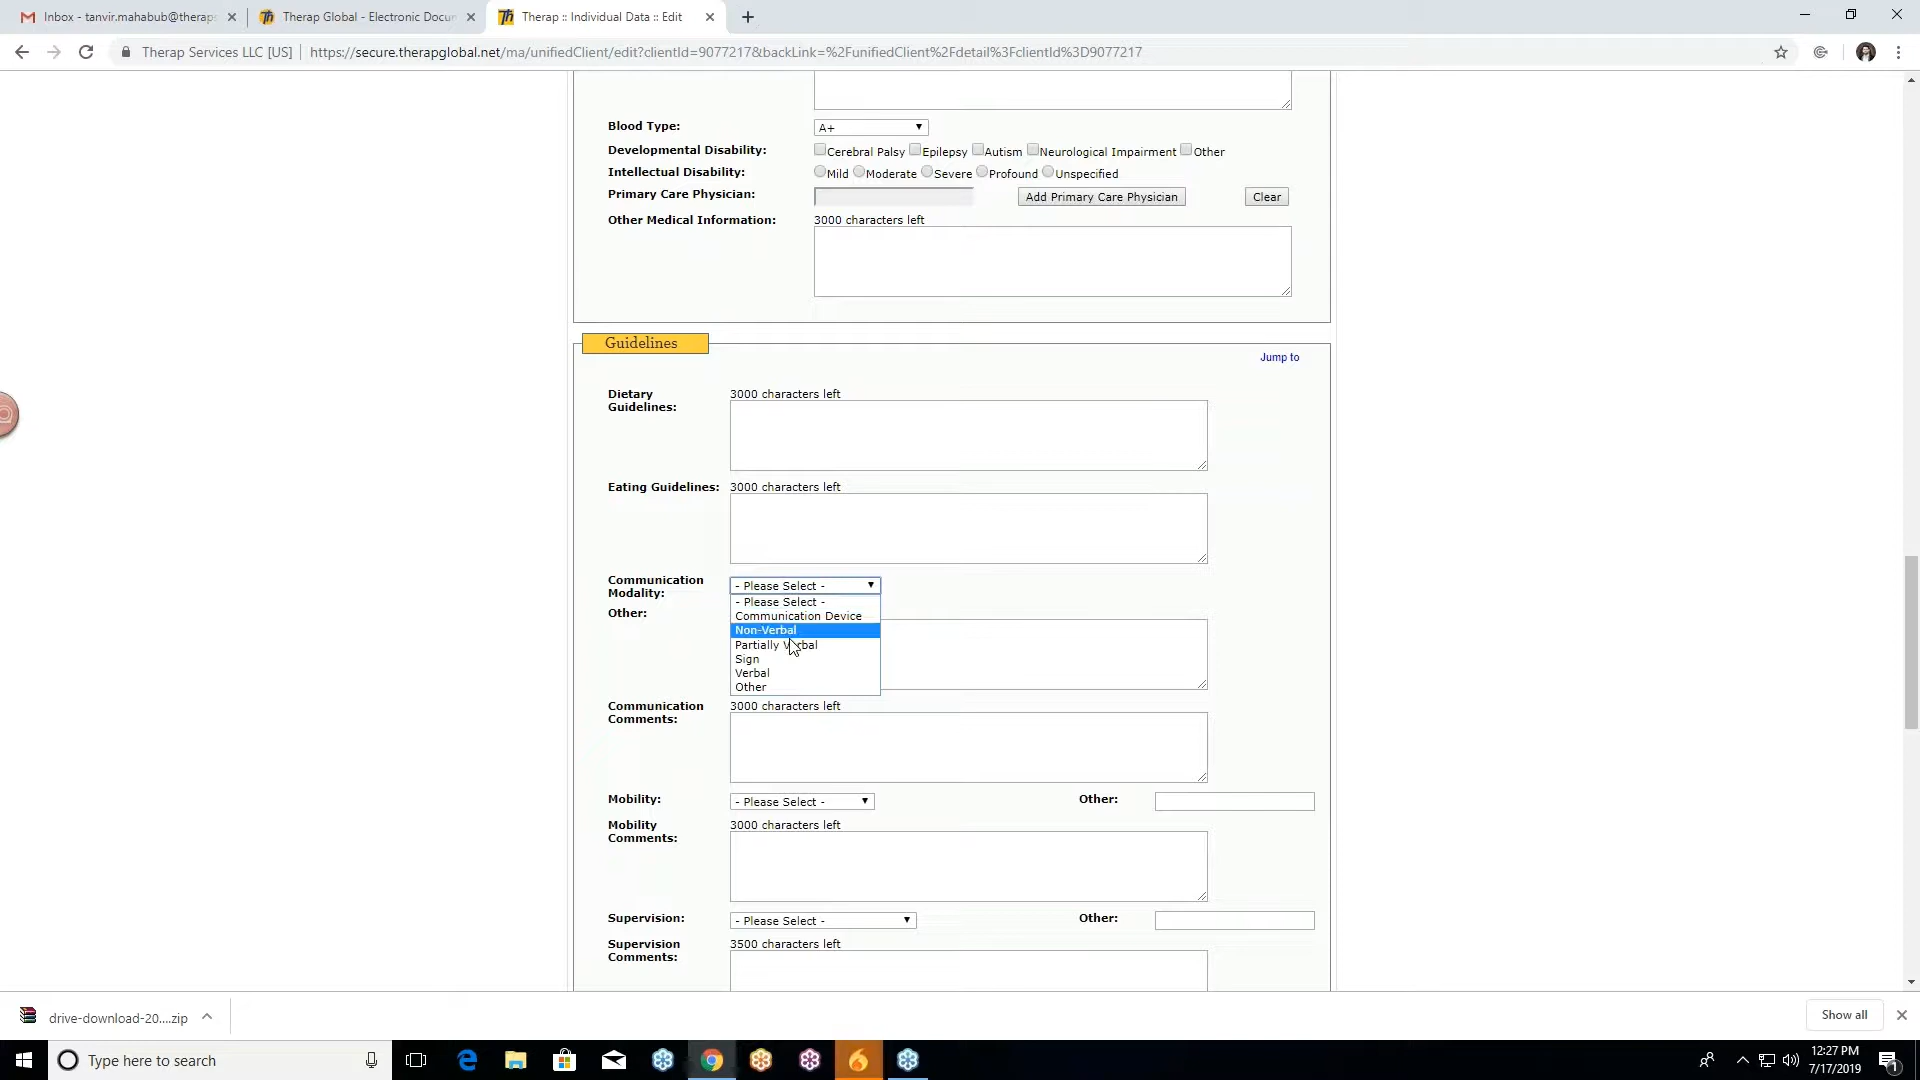 Inbox - tanvir.mahabub@therap
Therap Global - Electronic Docu
Therap :: Individual Data :: Edit
Therap Services LLC [US]
https://secure.therapglobal.net/ma/unifiedClient/edit?clientId=9077217&backLink=%2FunifiedClient%2Fdetail%3FclientId%3D9077217
Blood Type: A+
Developmental Disability: Cerebral Palsy Epilepsy Autism Neurological Impairment Other
Intellectual Disability: Mild Moderate Severe Profound Unspecified
Primary Care Physician: Add Primary Care Physician Clear
Other Medical Information: 3000 characters left
Guidelines
Jump to
Dietary
Guidelines:
3000 characters left
Eating Guidelines: 3000 characters left
Communication
Modality:
- Please Select -
- Please Select -
Communication Device
Non-Verbal
Partially Verbal
Sign
Verbal
Other
Other:
Communication
Comments:
3000 characters left
Mobility: - Please Select - Other:
Mobility
Comments:
3000 characters left
Supervision: - Please Select - Other:
Supervision
Comments:
3500 characters left
drive-download-20....zip
Show all
Type here to search
12:27 PM
7/17/2019
1